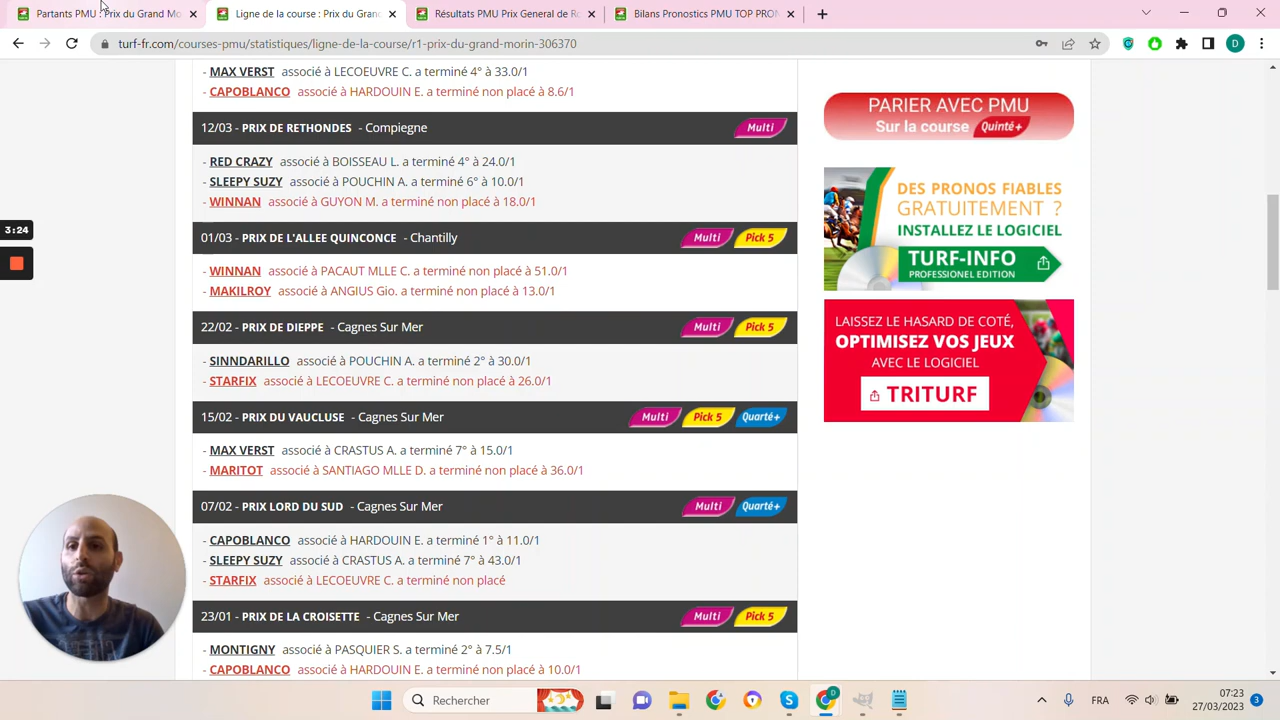 Partants PMU : Prix du Grand Mo
Ligne de la course : Prix du Granc
Résultats PMU Prix General de Ro
Bilans Pronostics PMU TOP PRON
turf-fr.com/courses-pmu/statistiques/ligne-de-la-course/r1-prix-du-grand-morin-306370
D
- MAX VERST associé à LECOEUVRE C. a terminé 4° à 33.0/1
- CAPOBLANCO associé à HARDOUIN E. a terminé non placé à 8.6/1
12/03 - PRIX DE RETHONDES - Compiegne Multi
- RED CRAZY associé à BOISSEAU L. a terminé 4° à 24.0/1
- SLEEPY SUZY associé à POUCHIN A. a terminé 6° à 10.0/1
- WINNAN associé à GUYON M. a terminé non placé à 18.0/1
01/03 - PRIX DE L'ALLEE QUINCONCE - Chantilly Multi Pick 5
- WINNAN associé à PACAUT MLLE C. a terminé non placé à 51.0/1
- MAKILROY associé à ANGIUS Gio. a terminé non placé à 13.0/1
22/02 - PRIX DE DIEPPE - Cagnes Sur Mer Multi Pick 5
- SINNDARILLO associé à POUCHIN A. a terminé 2° à 30.0/1
- STARFIX associé à LECOEUVRE C. a terminé non placé à 26.0/1
15/02 - PRIX DU VAUCLUSE - Cagnes Sur Mer Multi Pick 5 Quarté+
- MAX VERST associé à CRASTUS A. a terminé 7° à 15.0/1
- MARITOT associé à SANTIAGO MLLE D. a terminé non placé à 36.0/1
07/02 - PRIX LORD DU SUD - Cagnes Sur Mer Multi Quarté+
- CAPOBLANCO associé à HARDOUIN E. a terminé 1° à 11.0/1
- SLEEPY SUZY associé à CRASTUS A. a terminé 7° à 43.0/1
- STARFIX associé à LECOEUVRE C. a terminé non placé
23/01 - PRIX DE LA CROISETTE - Cagnes Sur Mer Multi Pick 5
- MONTIGNY associé à PASQUIER S. a terminé 2° à 7.5/1
- CAPOBLANCO associé à HARDOUIN E. a terminé non placé à 10.0/1
PARIER AVEC PMU
Sur la course Quinté+
DES PRONOS FIABLES
GRATUITEMENT ?
INSTALLEZ LE LOGICIEL
TURF-INFO
PROFESSIONEL EDITION
LAISSEZ LE HASARD DE COTÉ,
OPTIMISEZ VOS JEUX
AVEC LE LOGICIEL
TRITURF
3:24
Rechercher
D
FRA
07:23
27/03/2023
3